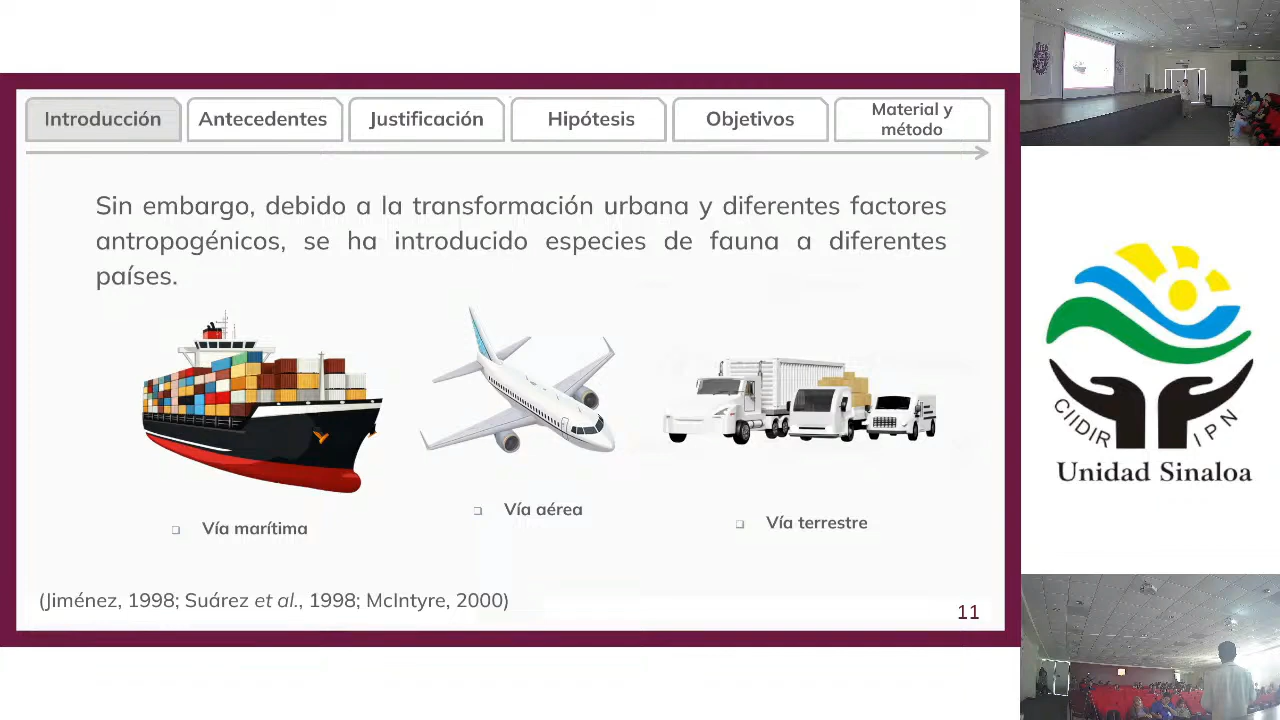 Introducción
Antecedentes
Justificación
Hipótesis
Objetivos
Material y
método
Sin embargo, debido a la transformación urbana y diferentes factores
antropogénicos, se ha introducido especies de fauna a diferentes
países.
Vía marítima
Vía aérea
Vía terrestre
(Jiménez, 1998; Suárez et al., 1998; McIntyre, 2000)
11
CIIDIR IPN
Unidad Sinaloa